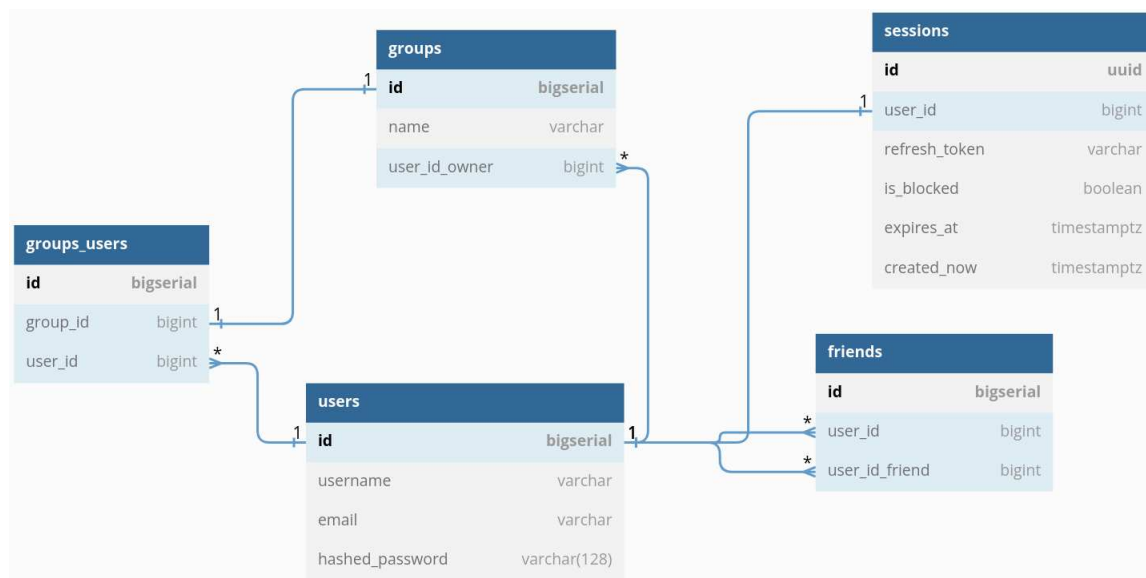 groups
id bigserial
name varchar
user_id_owner bigint
1
*
sessions
id uuid
user_id bigint
refresh_token varchar
is_blocked boolean
expires_at timestamptz
created_now timestamptz
1
groups_users
id bigserial
group_id bigint
user_id bigint
1
*
users
id bigserial
username varchar
email varchar
hashed_password varchar(128)
1
1
friends
id bigserial
user_id bigint
user_id_friend bigint
*
*